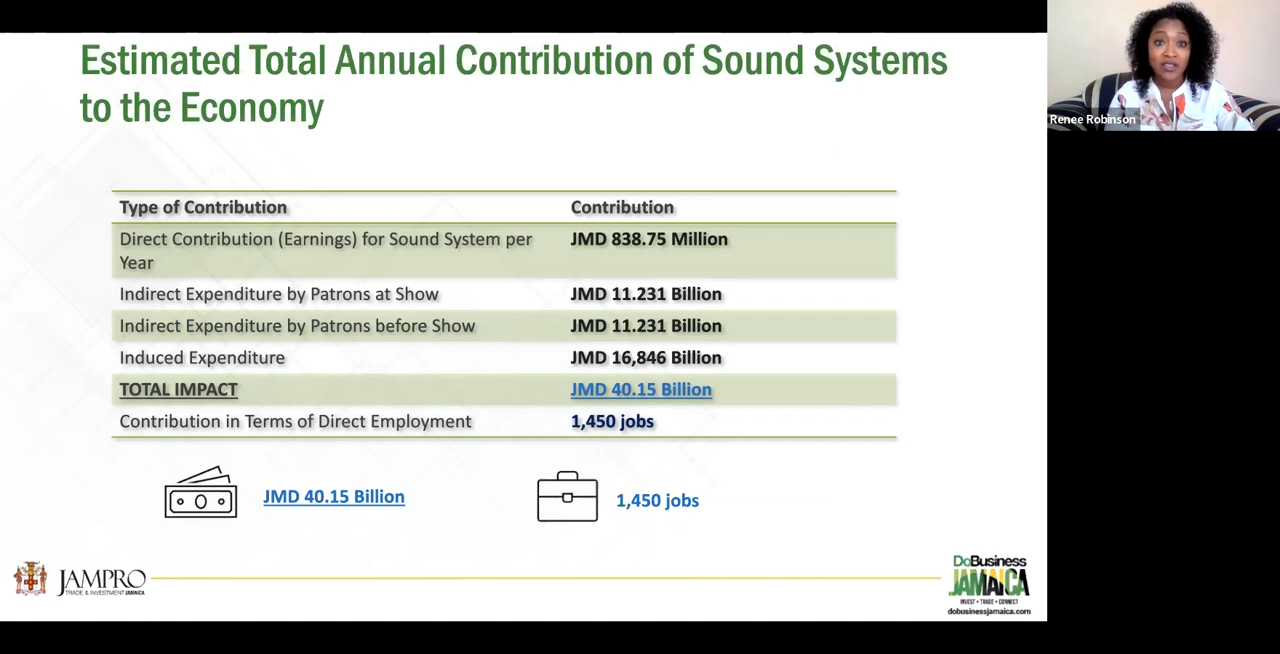 Estimated Total Annual Contribution of Sound Systems
to the Economy
Renee Robinson
Type of Contribution Contribution
Direct Contribution (Earnings) for Sound System per JMD 838.75 Million
Year
Indirect Expenditure by Patrons at Show JMD 11.231 Billion
Indirect Expenditure by Patrons before Show JMD 11.231 Billion
Induced Expenditure JMD 16,846 Billion
TOTAL IMPACT JMD 40.15 Billion
Contribution in Terms of Direct Employment 1,450 jobs
JMD 40.15 Billion 1,450 jobs
JAMPRO
TRADE & INVESTMENT JAMAICA
DoBusiness
JAMAICA
INVEST • TRADE • CONNECT
dobusinessjamaica.com